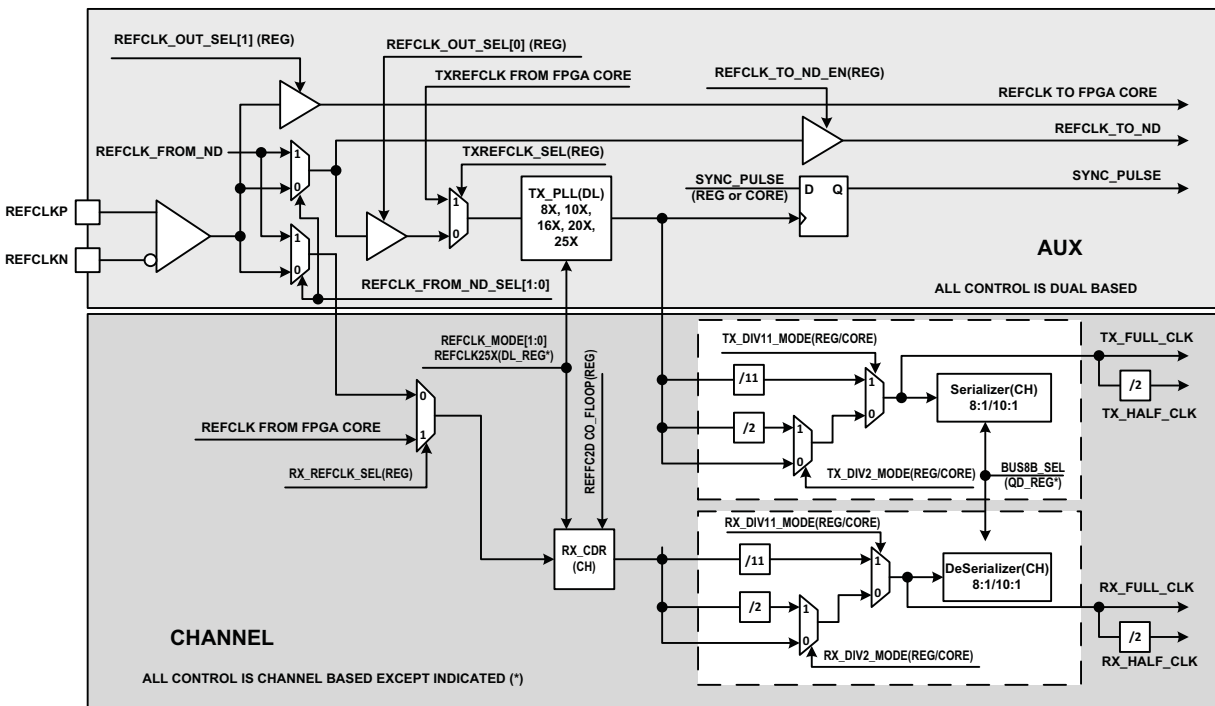 REFCLK_OUT_SEL[1] (REG)
REFCLK_OUT_SEL[0] (REG)
TXREFCLK FROM FPGA CORE
REFCLK_TO_ND_EN(REG)
REFCLK TO FPGA CORE
REFCLK_TO_ND
REFCLK_FROM_ND
1
0
TXREFCLK_SEL(REG)
1
0
TX_PLL(DL)
8X, 10X,
16X, 20X,
25X
SYNC_PULSE
(REG or CORE)
D Q
SYNC_PULSE
REFCLKP
REFCLKN
1
0
REFCLK_FROM_ND_SEL[1:0]
AUX
ALL CONTROL IS DUAL BASED
REFCLK_MODE[1:0]
REFCLK25X(DL_REG*)
REFFC2D CO_FLOOP(REG)
0
1
REFCLK FROM FPGA CORE
RX_REFCLK_SEL(REG)
TX_DIV11_MODE(REG/CORE)
/11
1
0
/2
1
0
TX_DIV2_MODE(REG/CORE)
Serializer(CH)
8:1/10:1
BUS8B_SEL
(QD_REG*)
TX_FULL_CLK
/2
TX_HALF_CLK
RX_CDR
(CH)
RX_DIV11_MODE(REG/CORE)
/11
1
0
/2
1
0
RX_DIV2_MODE(REG/CORE)
DeSerializer(CH)
8:1/10:1
RX_FULL_CLK
/2
RX_HALF_CLK
CHANNEL
ALL CONTROL IS CHANNEL BASED EXCEPT INDICATED (*)